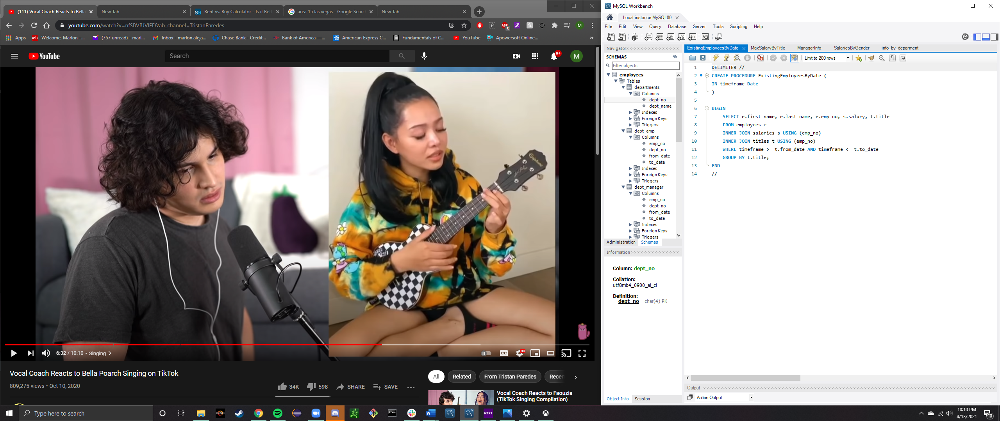 (111) Vocal Coach Reacts to Bella
New Tab
Rent vs. Buy Calculator - Is it Bet
area 15 las vegas - Google Search
New Tab
youtube.com/watch?v=nfSBVBJVIFE&ab_channel=TristanParedes
Apps
Welcome, Marlon –...
(757 unread) - marl...
Inbox - marlon.aleja...
Chase Bank - Credit...
Bank of America —...
American Express C...
Fundamentals of C...
YouTube
Apowersoft Online...
YouTube
Search
9+
M
Epiphone
6:32 / 10:10 • Singing
CC
HD
Vocal Coach Reacts to Bella Poarch Singing on TikTok
809,275 views • Oct 10, 2020
34K
598
SHARE
SAVE
All
Related
From Tristan Paredes
Recen
Vocal Coach Reacts to Faouzia
(TikTok Singing Compilation)
MySQL Workbench
Local instance MySQL80
File Edit View Query Database Server Tools Scripting Help
Navigator
SCHEMAS
Filter objects
employees
Tables
departments
Columns
dept_no
dept_name
Indexes
Foreign Keys
Triggers
dept_emp
Columns
emp_no
dept_no
from_date
to_date
Indexes
Foreign Keys
Triggers
dept_manager
Columns
emp_no
dept_no
from_date
to_date
Indexes
Foreign Keys
Triggers
Administration Schemas
Information
Column: dept_no
Collation:
utf8mb4_0900_ai_ci
Definition:
dept_no char(4) PK
Object Info Session
ExistingEmployeesByDate MaxSalaryByTitle ManagerInfo SalariesByGender info_by_deparment
Limit to 200 rows
1 DELIMITER //
2 CREATE PROCEDURE ExistingEmployeesByDate (
3 IN timeframe Date
4 )
5
6 BEGIN
7 SELECT e.first_name, e.last_name, e.emp_no, s.salary, t.title
8 FROM employees e
9 INNER JOIN salaries s USING (emp_no)
10 INNER JOIN titles t USING (emp_no)
11 WHERE timeframe >= t.from_date AND timeframe <= t.to_date
12 GROUP BY t.title;
13 END
14 //
Output
Action Output
Type here to search
RYZEN
NZXT
10:10 PM
4/13/2021
10